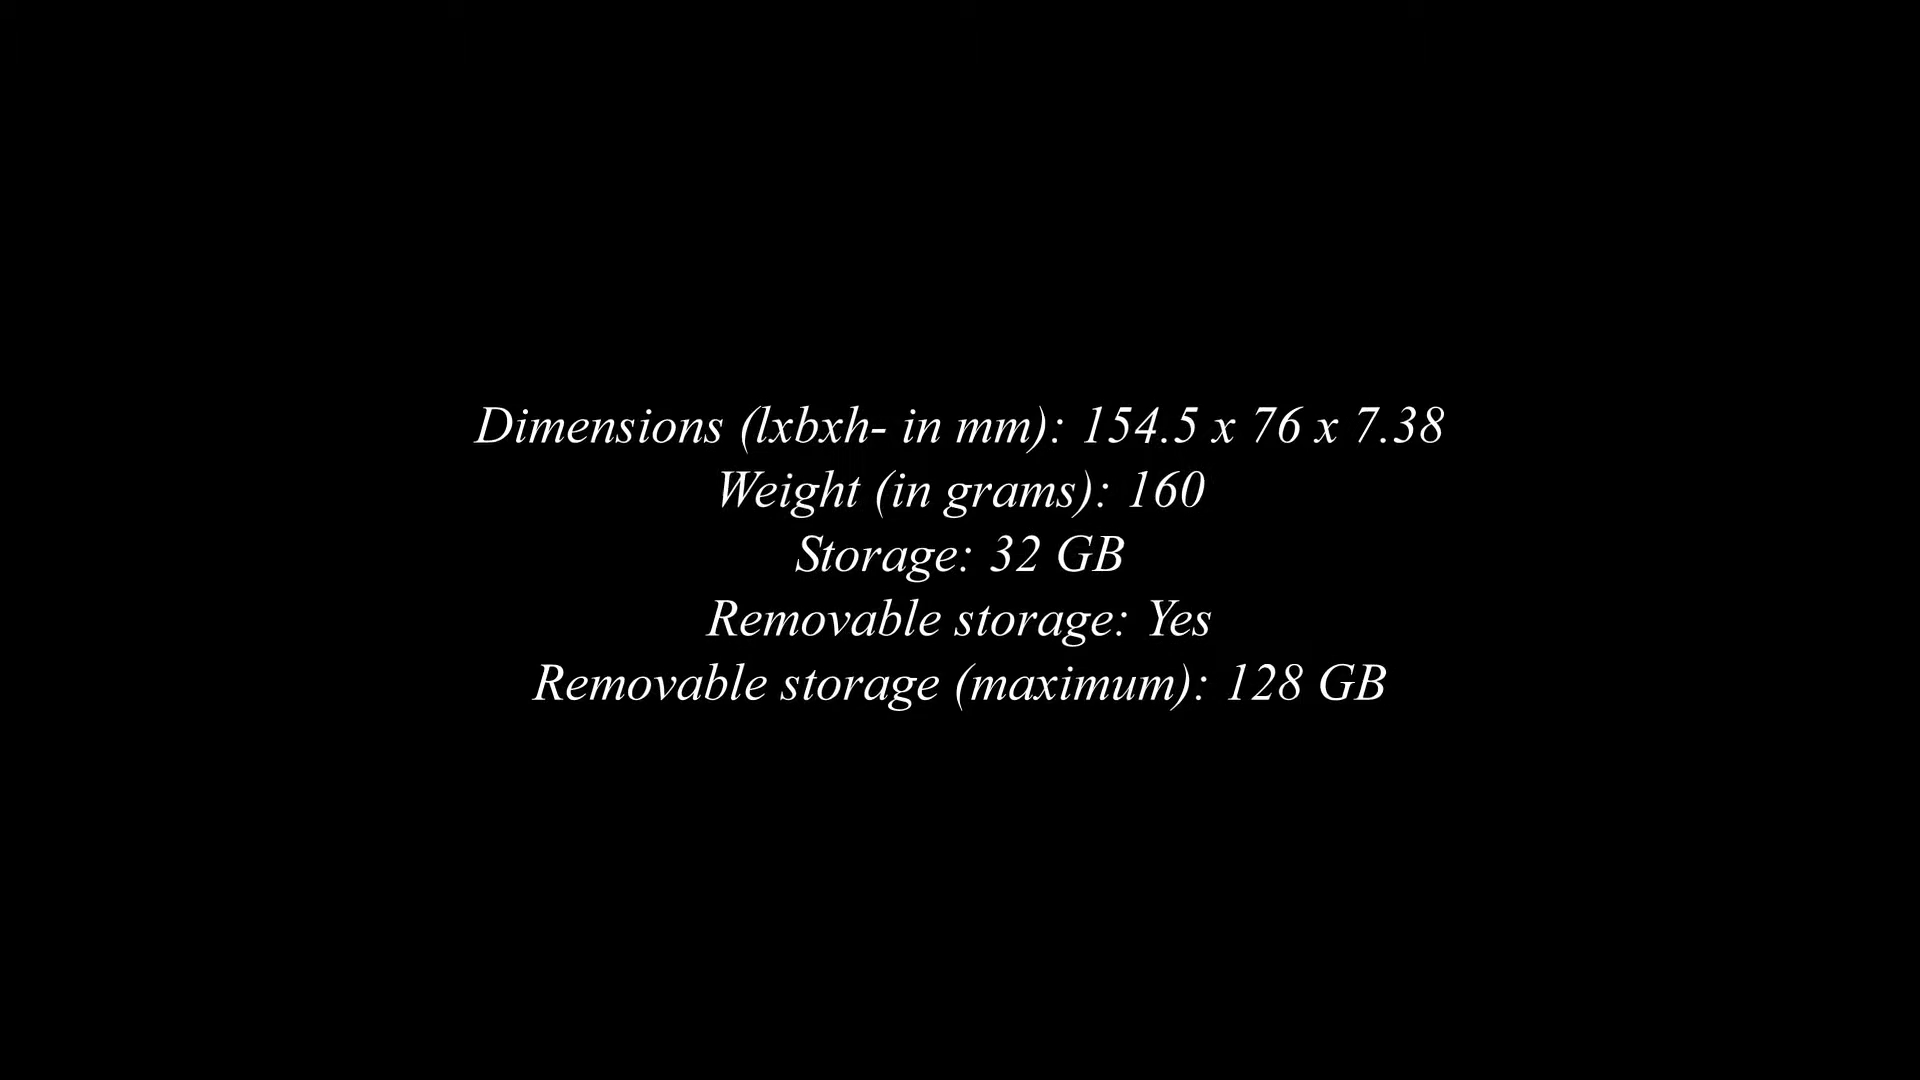 Dimensions (lxbxh- in mm): 154.5 x 76 x 7.38
Weight (in grams): 160
Storage: 32 GB
Removable storage: Yes
Removable storage (maximum): 128 GB